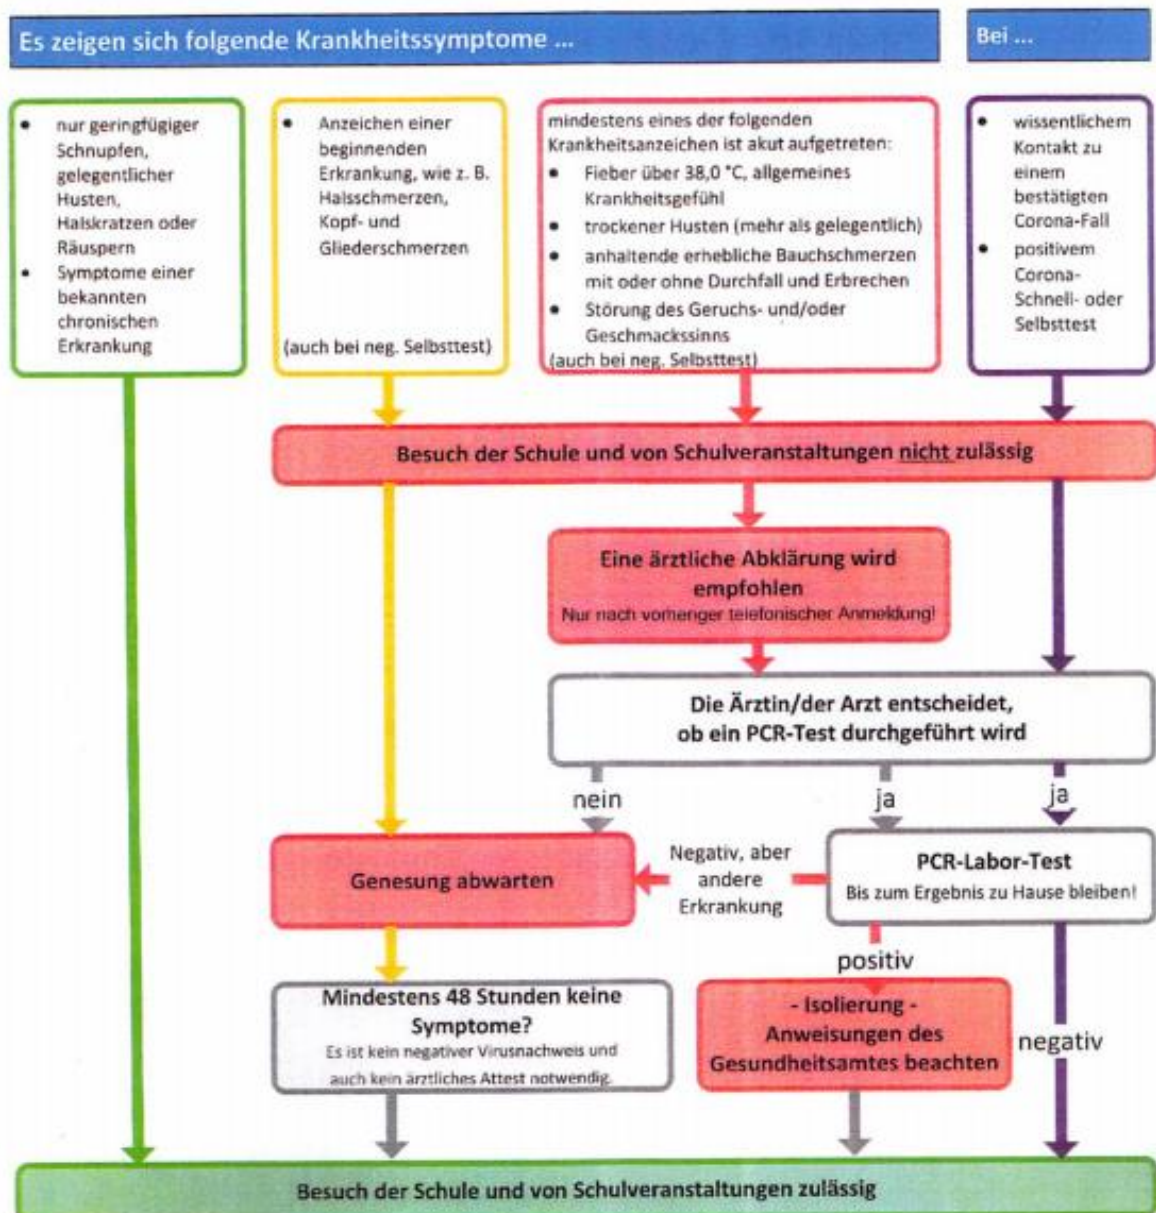 Es zeigen sich folgende Krankheitssymptome ...
Bei ...
• nur geringfügiger
Schnupfen,
gelegentlicher
Husten,
Halskratzen oder
Räuspern
• Symptome einer
bekannten
chronischen
Erkrankung
• Anzeichen einer
beginnenden
Erkrankung, wie z. B.
Halsschmerzen,
Kopf- und
Gliederschmerzen
(auch bei neg. Selbsttest)
mindestens eines der folgenden
Krankheitsanzeichen ist akut aufgetreten:
• Fieber über 38,0 °C, allgemeines
Krankheitsgefühl
• trockener Husten (mehr als gelegentlich)
• anhaltende erhebliche Bauchschmerzen
mit oder ohne Durchfall und Erbrechen
• Störung des Geruchs- und/oder
Geschmackssinns
(auch bei neg. Selbsttest)
• wissentlichem
Kontakt zu
einem
bestätigten
Corona-Fall
• positivem
Corona-
Schnell- oder
Selbsttest
Besuch der Schule und von Schulveranstaltungen nicht zulässig
Eine ärztliche Abklärung wird
empfohlen
Nur nach vorheriger telefonischer Anmeldung!
Die Ärztin/der Arzt entscheidet,
ob ein PCR-Test durchgeführt wird
nein
ja
ja
Genesung abwarten
Negativ, aber
andere
Erkrankung
PCR-Labor-Test
Bis zum Ergebnis zu Hause bleiben!
positiv
Mindestens 48 Stunden keine
Symptome?
Es ist kein negativer Virusnachweis und
auch kein ärztliches Attest notwendig.
- Isolierung -
Anweisungen des
Gesundheitsamtes beachten
negativ
Besuch der Schule und von Schulveranstaltungen zulässig